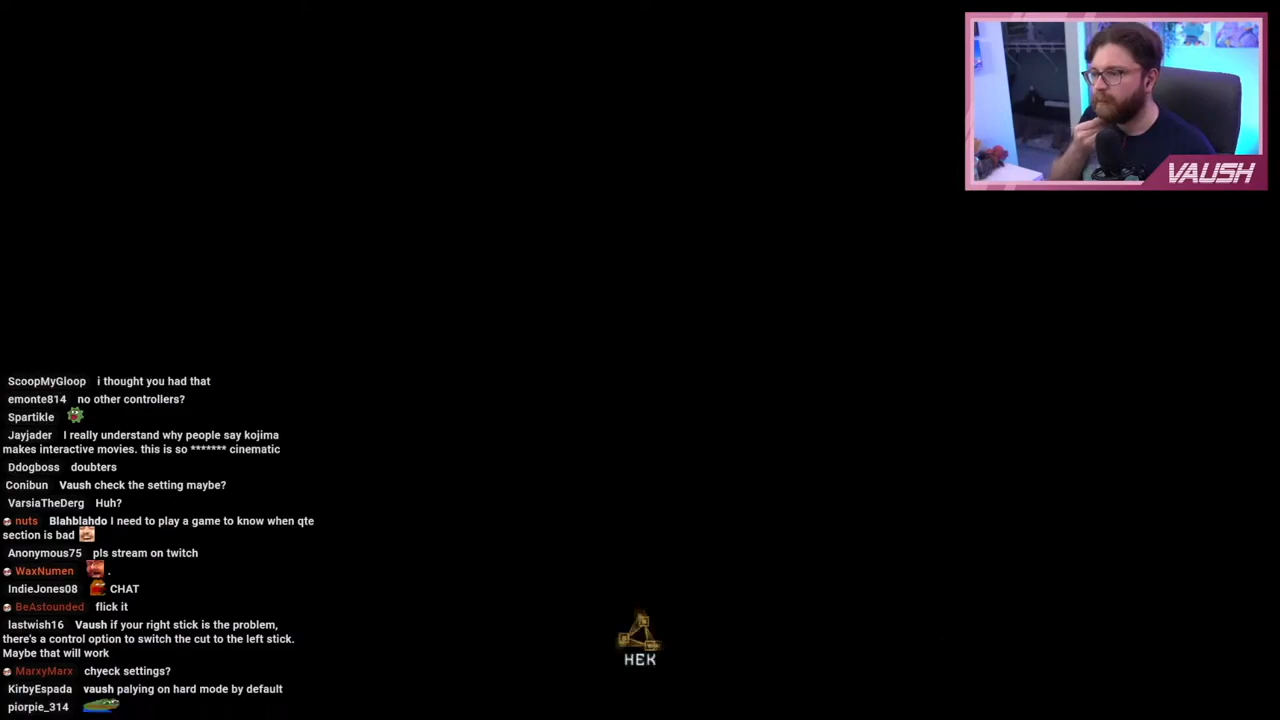 VAUSH
ScoopMyGloop i thought you had that
emonte814 no other controllers?
Spartikle
Jayjader I really understand why people say kojima
makes interactive movies. this is so ******* cinematic
Ddogboss doubters
Conibun Vaush check the setting maybe?
VarsiaTheDerg Huh?
nuts Blahblahdo I need to play a game to know when qte
section is bad
Anonymous75 pls stream on twitch
WaxNumen .
IndieJones08 CHAT
BeAstounded flick it
lastwish16 Vaush if your right stick is the problem,
there's a control option to switch the cut to the left stick.
Maybe that will work
MarxyMarx chyeck settings?
KirbyEspada vaush palying on hard mode by default
piorpie_314
HEK